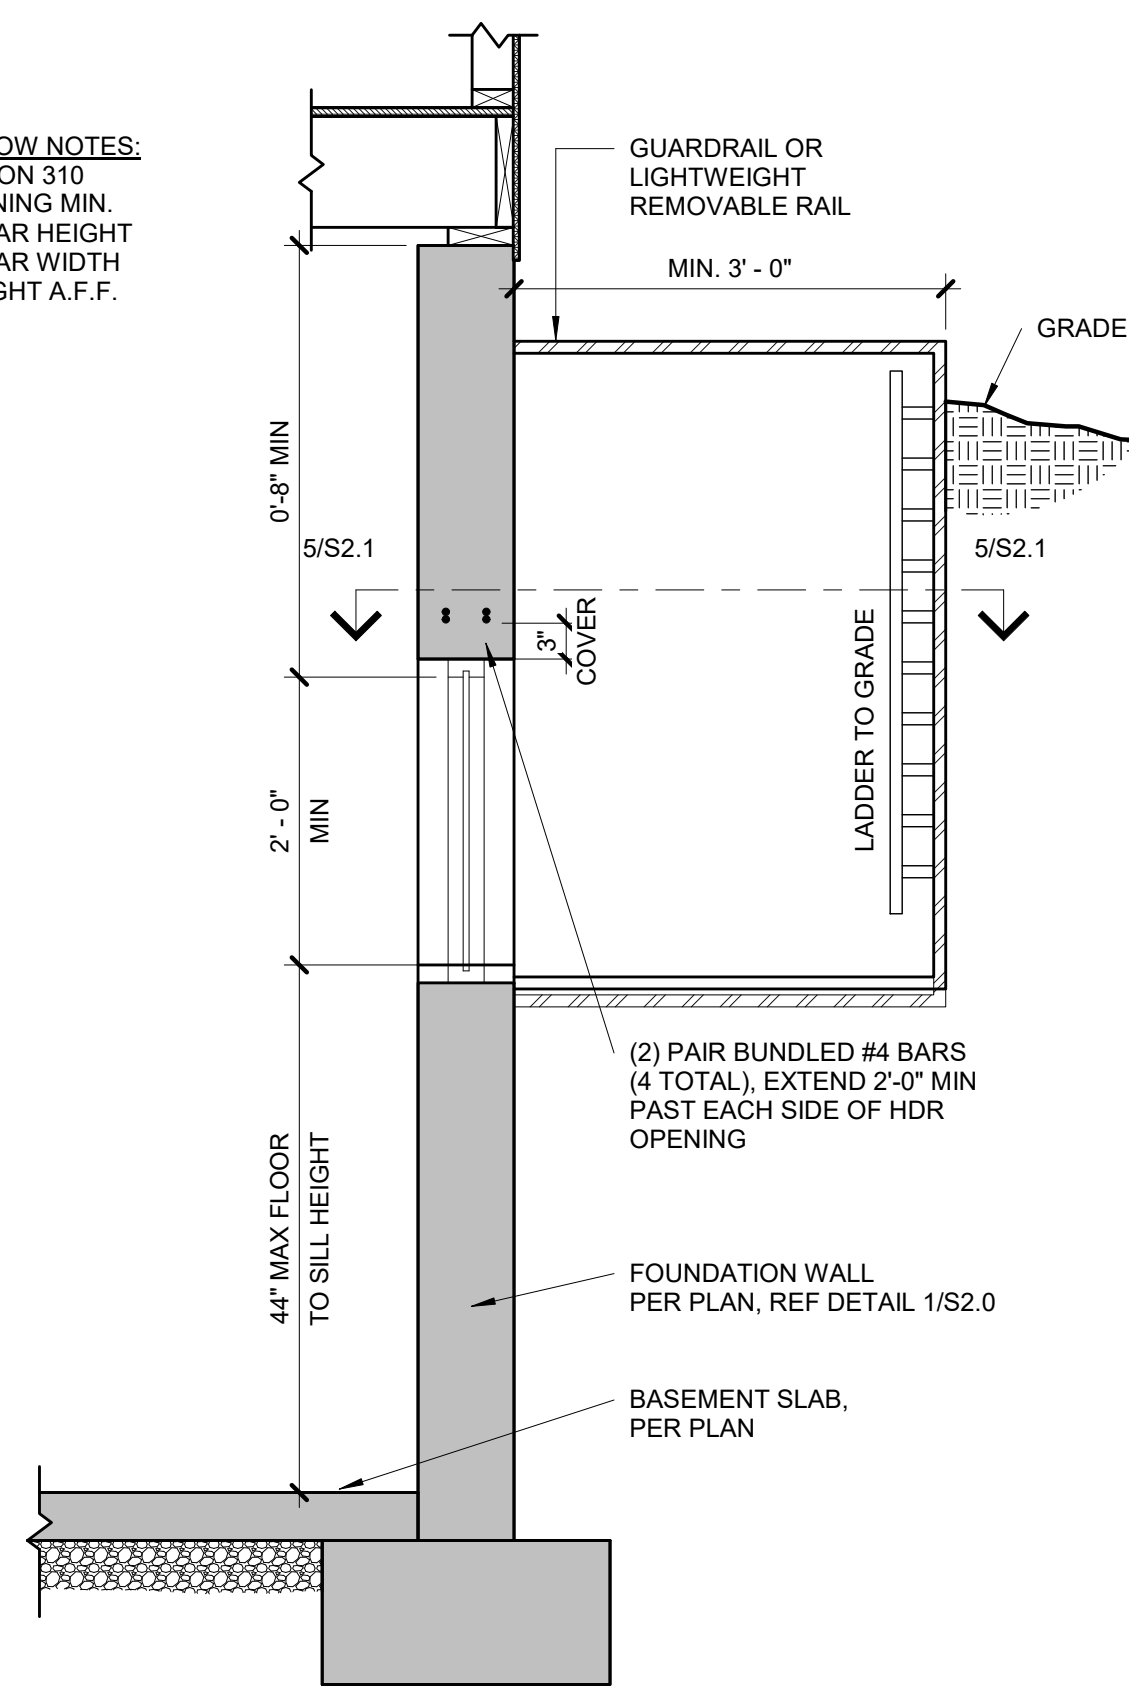 OW NOTES:
ON 310
NING MIN.
AR HEIGHT
AR WIDTH
GHT A.F.F.
GUARDRAIL OR
LIGHTWEIGHT
REMOVABLE RAIL
MIN. 3' - 0"
GRADE
0'-8" MIN
5/S2.1
5/S2.1
3"
COVER
LADDER TO GRADE
2' - 0"
MIN
(2) PAIR BUNDLED #4 BARS
(4 TOTAL), EXTEND 2'-0" MIN
PAST EACH SIDE OF HDR
OPENING
44" MAX FLOOR
TO SILL HEIGHT
FOUNDATION WALL
PER PLAN, REF DETAIL 1/S2.0
BASEMENT SLAB,
PER PLAN